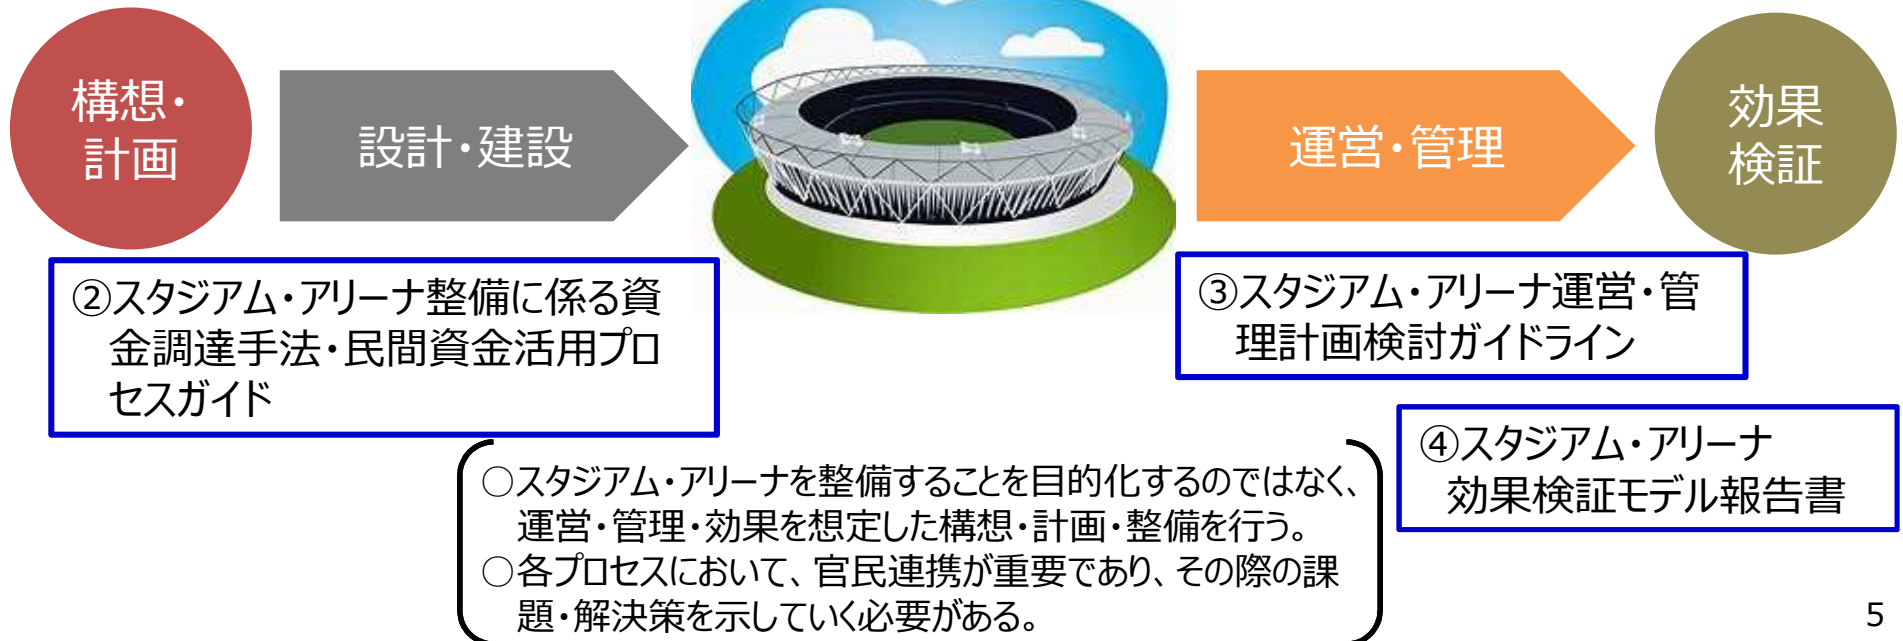 構想・
計画
設計・建設
運営・管理
効果
検証
②スタジアム・アリーナ整備に係る資
金調達手法・民間資金活用プロ
セスガイド
③スタジアム・アリーナ運営・管
理計画検討ガイドライン
④スタジアム・アリーナ
効果検証モデル報告書
○スタジアム・アリーナを整備することを目的化するのではなく、
運営・管理・効果を想定した構想・計画・整備を行う。
○各プロセスにおいて、官民連携が重要であり、その際の課
題・解決策を示していく必要がある。
5